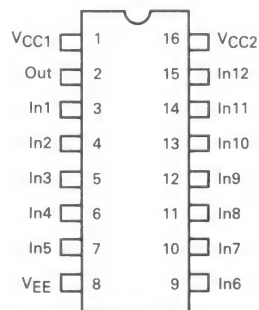 VCC1 1 16 VCC2
Out 2 15 In12
In1 3 14 In11
In2 4 13 In10
In3 5 12 In9
In4 6 11 In8
In5 7 10 In7
VEE 8 9 In6